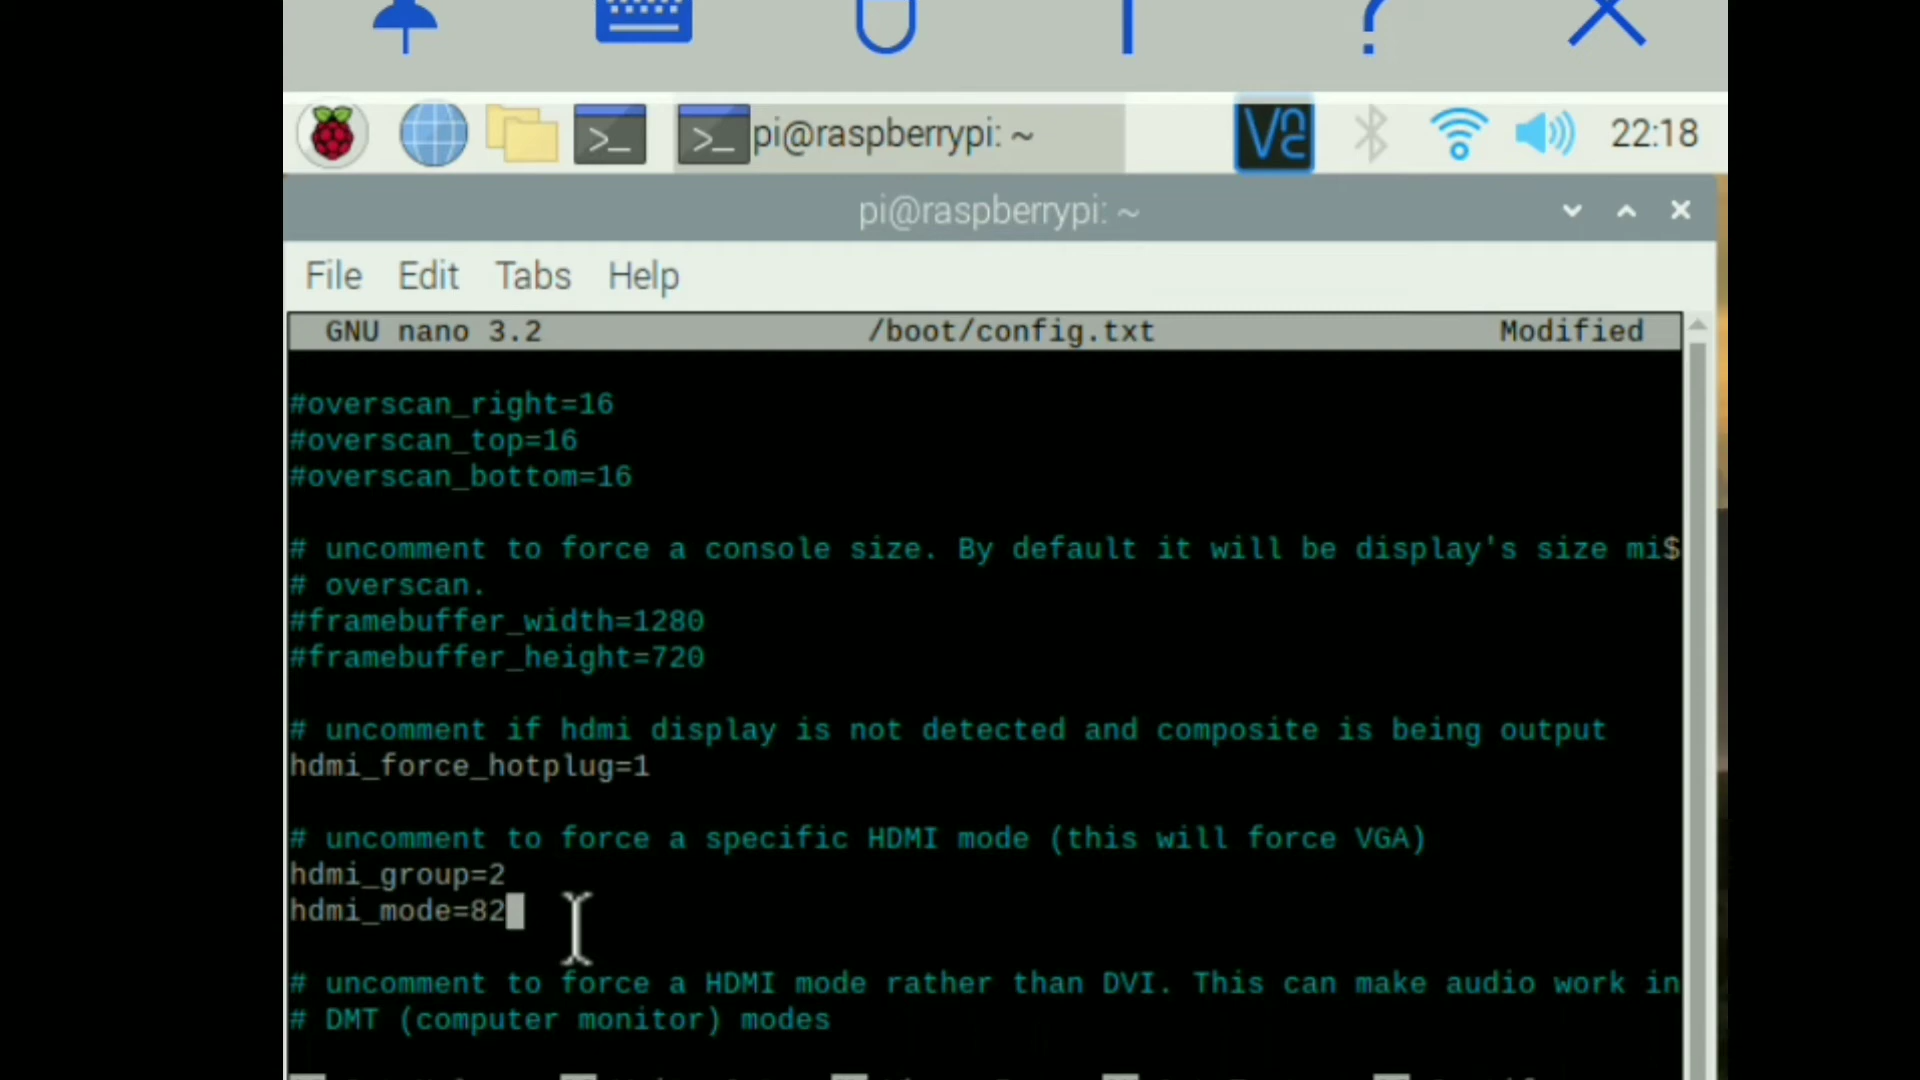 pi@raspberrypi: ~
22:18
pi@raspberrypi: ~
File Edit Tabs Help
GNU nano 3.2 /boot/config.txt Modified
#overscan_right=16
#overscan_top=16
#overscan_bottom=16
# uncomment to force a console size. By default it will be display's size mi$
# overscan.
#framebuffer_width=1280
#framebuffer_height=720
# uncomment if hdmi display is not detected and composite is being output
hdmi_force_hotplug=1
# uncomment to force a specific HDMI mode (this will force VGA)
hdmi_group=2
hdmi_mode=82
# uncomment to force a HDMI mode rather than DVI. This can make audio work in
# DMT (computer monitor) modes